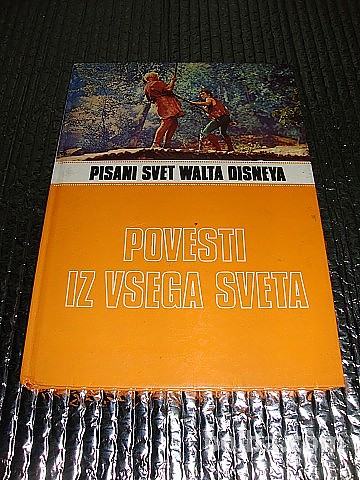 PISANI SVET WALTA DISNEYA
POVESTI
IZ VSEGA SVETA